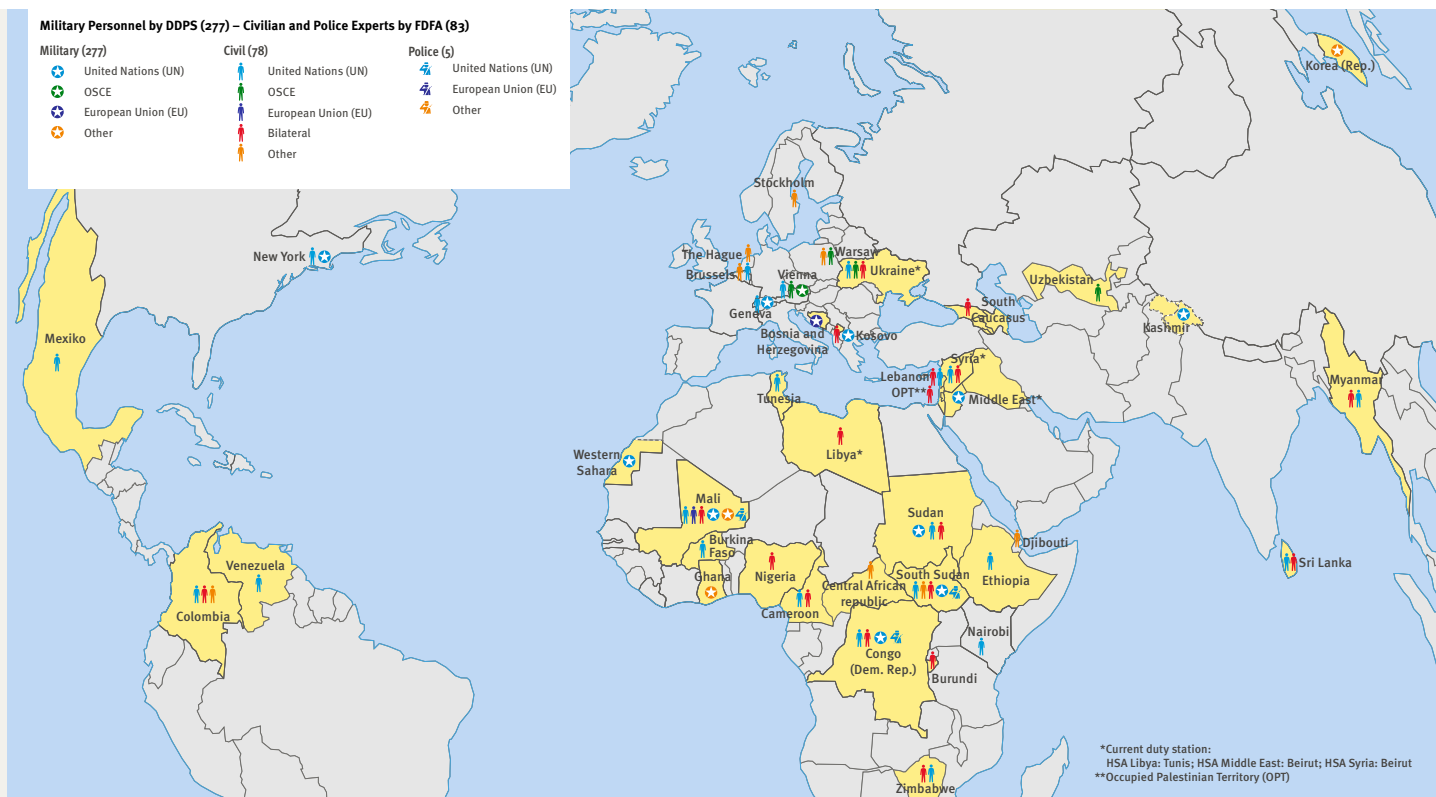 Military Personnel by DDPS (277) – Civilian and Police Experts by FDFA (83)
Military (277)
United Nations (UN)
OSCE
European Union (EU)
Other
Civil (78)
United Nations (UN)
OSCE
European Union (EU)
Bilateral
Other
Police (5)
United Nations (UN)
European Union (EU)
Other
Korea (Rep.)
Stockholm
New York
The Hague
Warsaw
Brussels
Vienna
Ukraine*
Uzbekistan
Geneva
South
Caucasus
Kashmir
Bosnia and
Herzegovina
Kosovo
Mexiko
Syria*
Lebanon
OPT**
Middle East*
Tunesia
Myanmar
Western
Sahara
Libya*
Mali
Sudan
Burkina
Faso
Djibouti
Venezuela
Ghana
Nigeria
Central African
republic
South Sudan
Ethiopia
Sri Lanka
Colombia
Cameroon
Nairobi
Congo
(Dem. Rep.)
Burundi
Zimbabwe
*Current duty station:
HSA Libya: Tunis; HSA Middle East: Beirut; HSA Syria: Beirut
**Occupied Palestinian Territory (OPT)